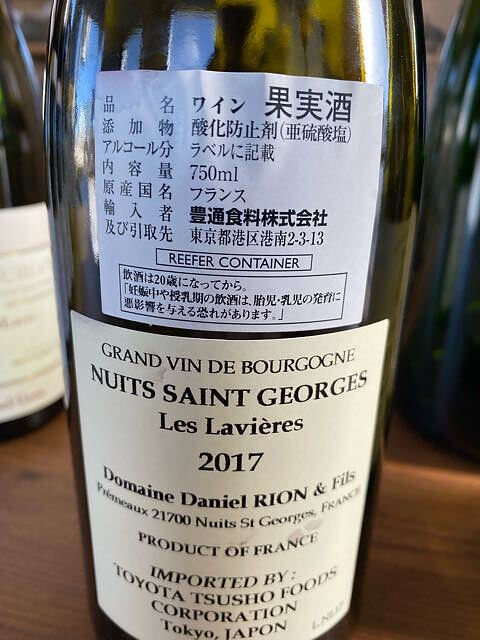 品名 ワイン 果実酒
添加物 酸化防止剤(亜硫酸塩)
アルコール分 ラベルに記載
内容量 750ml
原産国名 フランス
輸入者 豊通食料株式会社
及び引取先 東京都港区港南2-3-13
REEFER CONTAINER
飲酒は20歳になってから。
「妊娠中や授乳期の飲酒は、胎児・乳児の発育に
悪影響を与える恐れがあります。」
GRAND VIN DE BOURGOGNE
NUITS SAINT GEORGES
Les Lavières
2017
Domaine Daniel RION & Fils
Prémeaux 21700 Nuits St Georges, FRANCE
PRODUCT OF FRANCE
IMPORTED BY :
TOYOTA TSUSHO FOODS
CORPORATION
Tokyo, JAPON